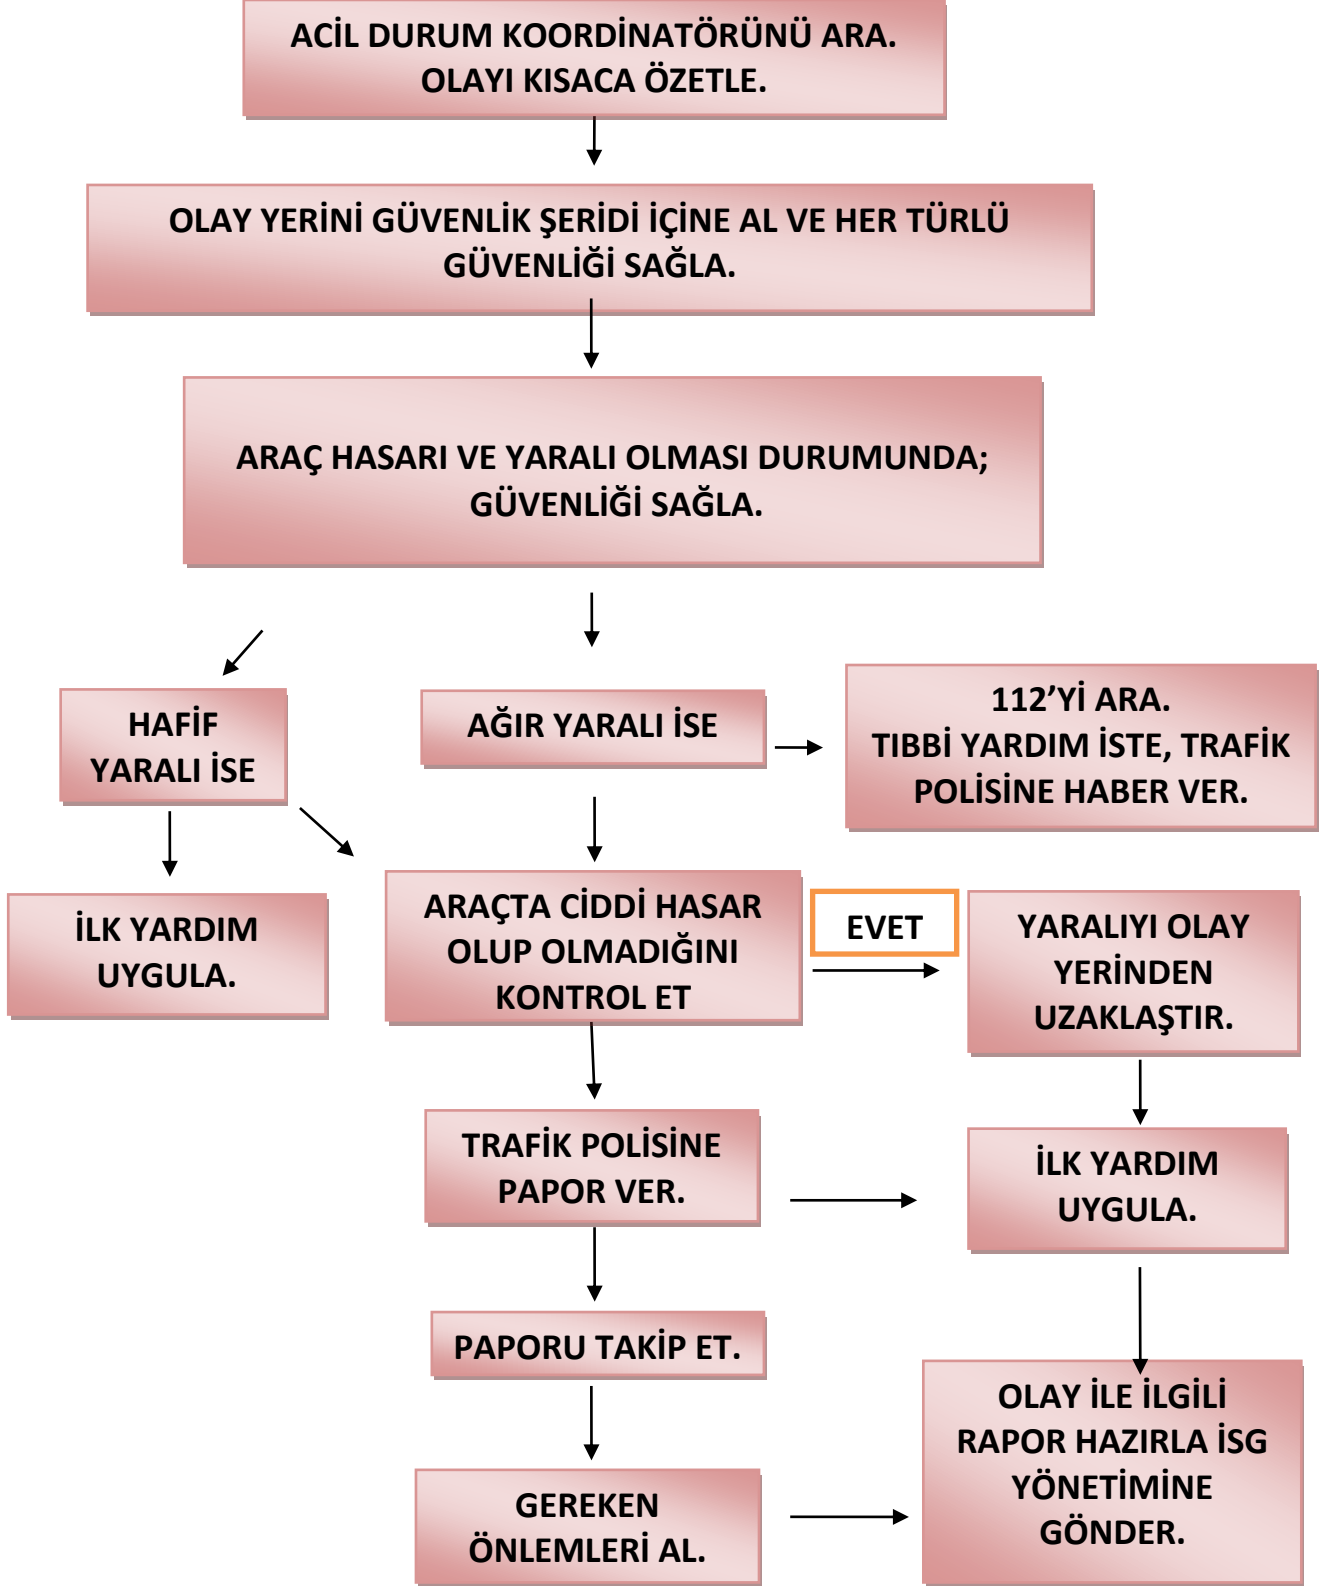 ACİL DURUM KOORDİNATÖRÜNÜ ARA.
OLAYI KISACA ÖZETLE.
OLAY YERİNİ GÜVENLİK ŞERİDİ İÇİNE AL VE HER TÜRLÜ
GÜVENLİĞİ SAĞLA.
ARAÇ HASARI VE YARALI OLMASI DURUMUNDA;
GÜVENLİĞİ SAĞLA.
HAFİF
YARALI İSE
AĞIR YARALI İSE
112’Yİ ARA.
TIBBİ YARDIM İSTE, TRAFİK
POLİSİNE HABER VER.
İLK YARDIM
UYGULA.
ARAÇTA CİDDİ HASAR
OLUP OLMADIĞINI
KONTROL ET
EVET
YARALIYI OLAY
YERİNDEN
UZAKLAŞTIR.
TRAFİK POLİSİNE
PAPOR VER.
İLK YARDIM
UYGULA.
PAPORU TAKİP ET.
OLAY İLE İLGİLİ
RAPOR HAZIRLA İSG
YÖNETİMİNE
GÖNDER.
GEREKEN
ÖNLEMLERİ AL.